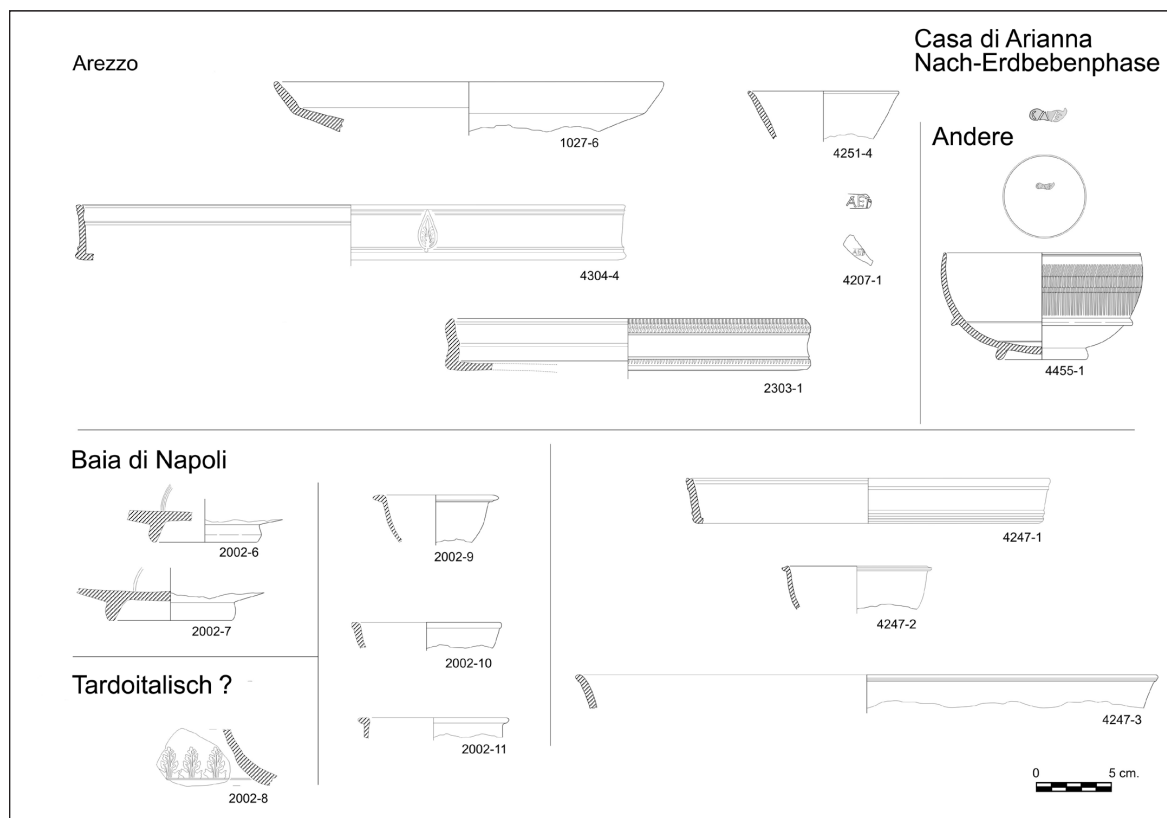 Casa di Arianna
Nach-Erdbebenphase
Arezzo
1027-6
4251-4
Andere
AE
4304-4
4207-1
2303-1
4455-1
Baia di Napoli
2002-6
2002-9
4247-1
2002-7
4247-2
2002-10
Tardoitalisch ?
2002-11
4247-3
2002-8
0 5 cm.